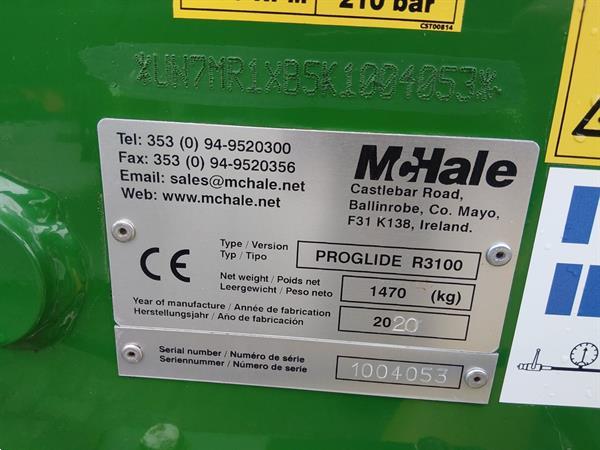 210 bar
CST00814
*UN7MR1XB5K1004053*
Tel: 353 (0) 94-9520300
Fax: 353 (0) 94-9520356
Email: sales@mchale.net
Web: www.mchale.net
McHale
Castlebar Road,
Ballinrobe, Co. Mayo,
F31 K138, Ireland.
CE
Type / Version
Typ / Tipo
PROGLIDE R3100
Net weight / Poids net
Leergewicht / Peso neto
1470 (kg)
Year of manufacture / Année de fabrication
Herstellungsjahr / Año de fabricación
2020
Serial number / Numéro de série
Seriennummer / Número de serie
1004053